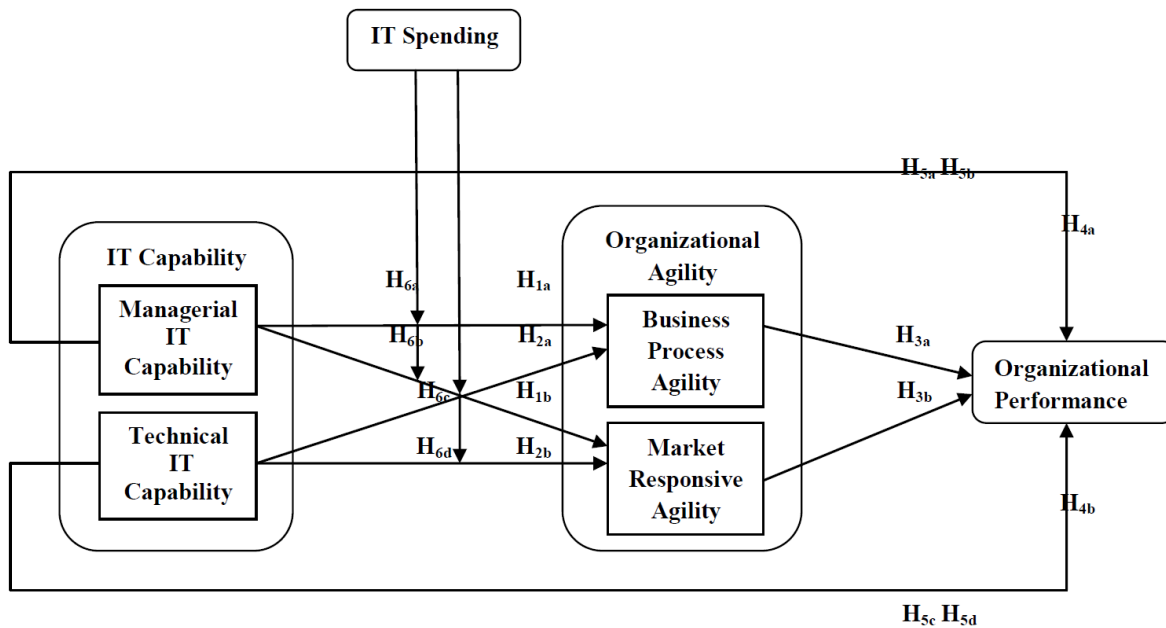 IT Spending
H5a H5b
H4a
IT Capability
Managerial
IT
Capability
Technical
IT
Capability
H6a
H1a
H6b
H2a
H6c
H1b
H6d
H2b
Organizational
Agility
Business
Process
Agility
Market
Responsive
Agility
H3a
H3b
Organizational
Performance
H4b
H5c H5d